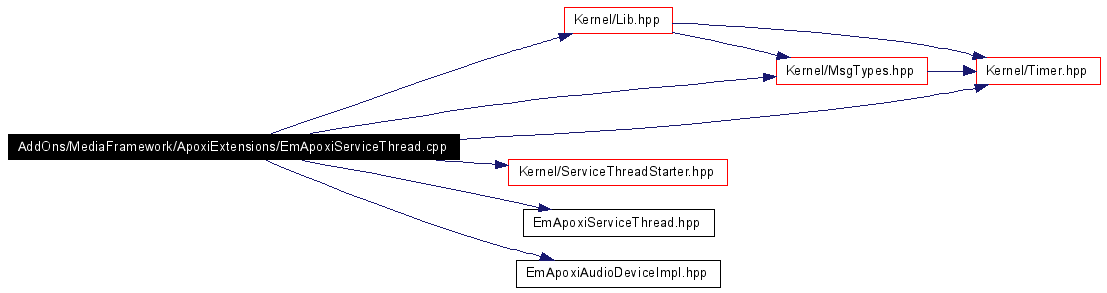 Kernel/Lib.hpp
Kernel/MsgTypes.hpp
Kernel/Timer.hpp
AddOns/MediaFramework/ApoxiExtensions/EmApoxiServiceThread.cpp
Kernel/ServiceThreadStarter.hpp
EmApoxiServiceThread.hpp
EmApoxiAudioDeviceImpl.hpp